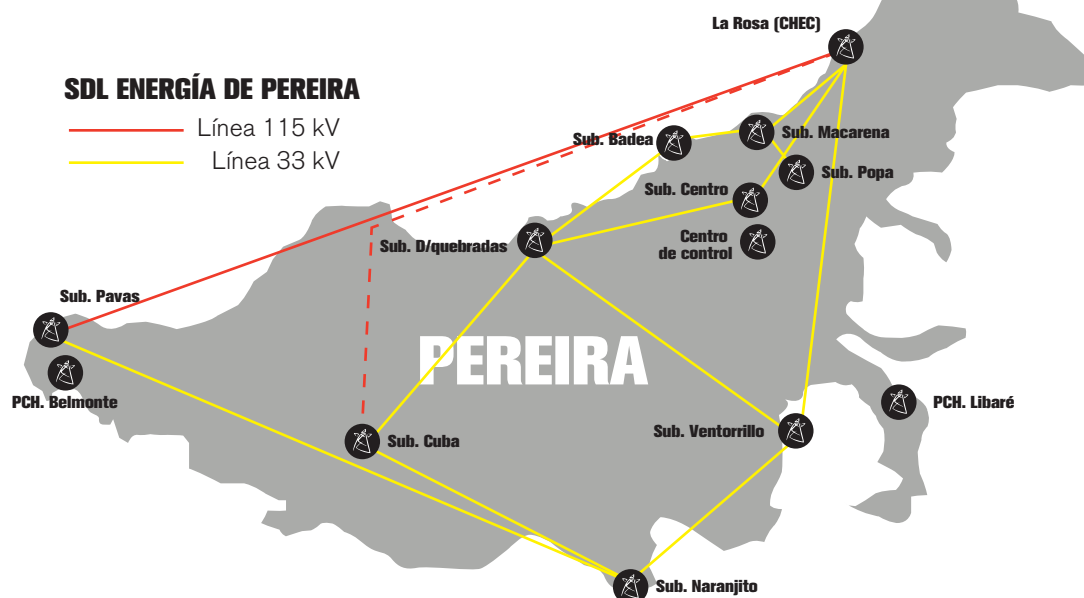 La Rosa (CHEC)
SDL ENERGÍA DE PEREIRA
Línea 115 kV
Línea 33 kV
Sub. Badea
Sub. Macarena
Sub. Popa
Sub. Centro
Sub. D/quebradas
Centro
de control
Sub. Pavas
PEREIRA
PCH. Belmonte
PCH. Libaré
Sub. Cuba
Sub. Ventorrillo
Sub. Naranjito